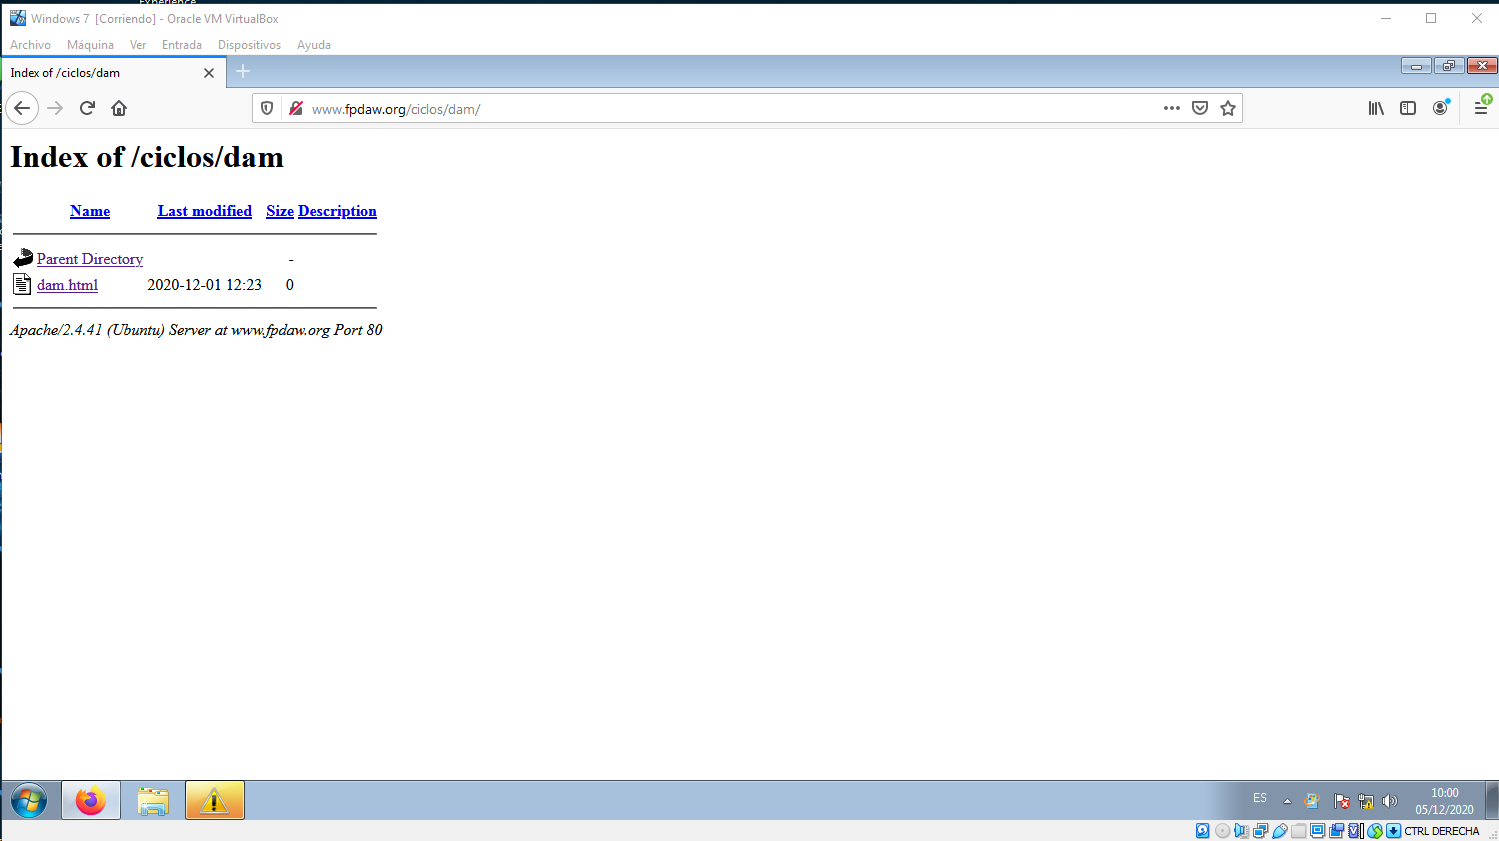 Experience
Windows 7 [Corriendo] - Oracle VM VirtualBox
Archivo Máquina Ver Entrada Dispositivos Ayuda
Index of /ciclos/dam
www.fpdaw.org/ciclos/dam/
Index of /ciclos/dam
Name Last modified Size Description
Parent Directory -
dam.html 2020-12-01 12:23 0
Apache/2.4.41 (Ubuntu) Server at www.fpdaw.org Port 80
ES
10:00
05/12/2020
CTRL DERECHA